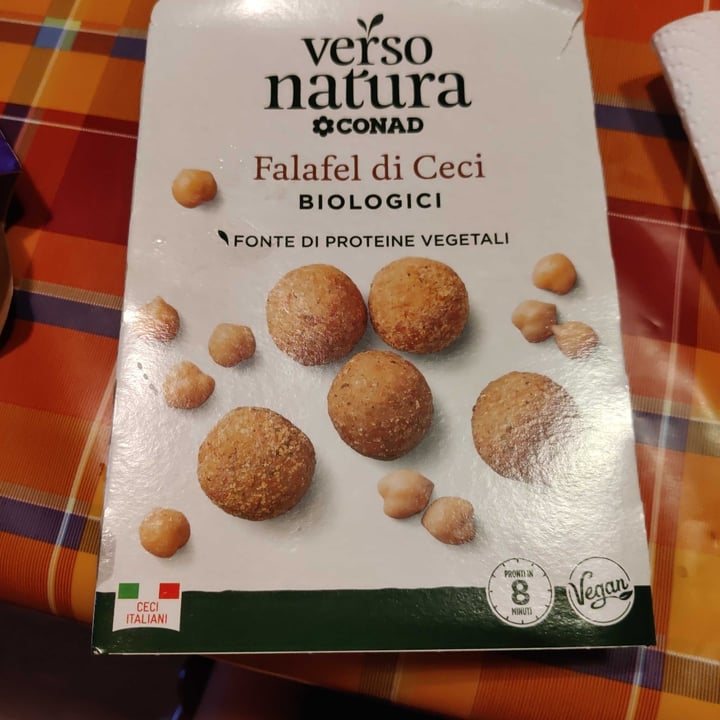 verso
natura
CONAD
Falafel di Ceci
BIOLOGICI
FONTE DI PROTEINE VEGETALI
CECI
ITALIANI
PRONTI IN
8
MINUTI
Vegan